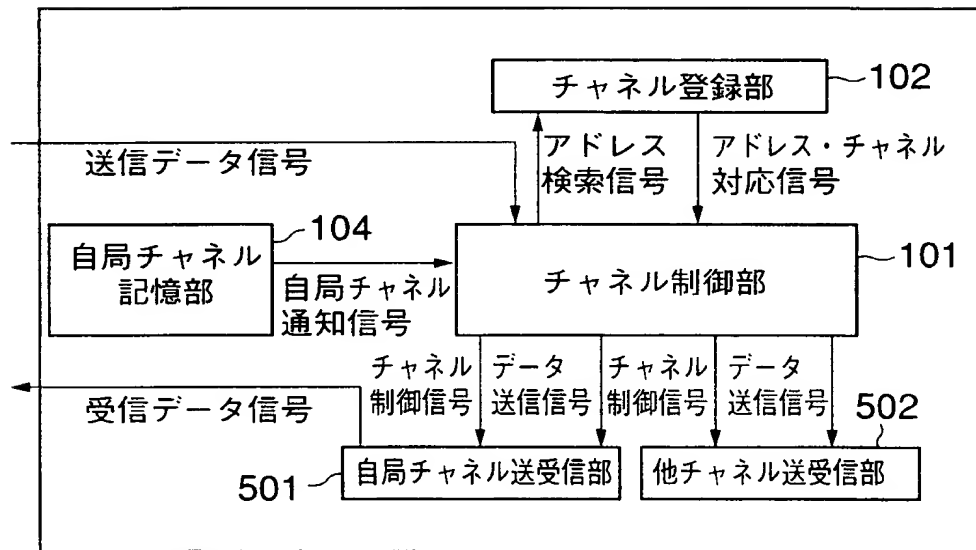 チャネル登録部
102
送信データ信号
アドレス
検索信号
アドレス・チャネル
対応信号
104
自局チャネル
記憶部
自局チャネル
通知信号
チャネル制御部
101
チャネル
制御信号
データ
送信信号
チャネル
制御信号
データ
送信信号
受信データ信号
502
501
自局チャネル送受信部
他チャネル送受信部